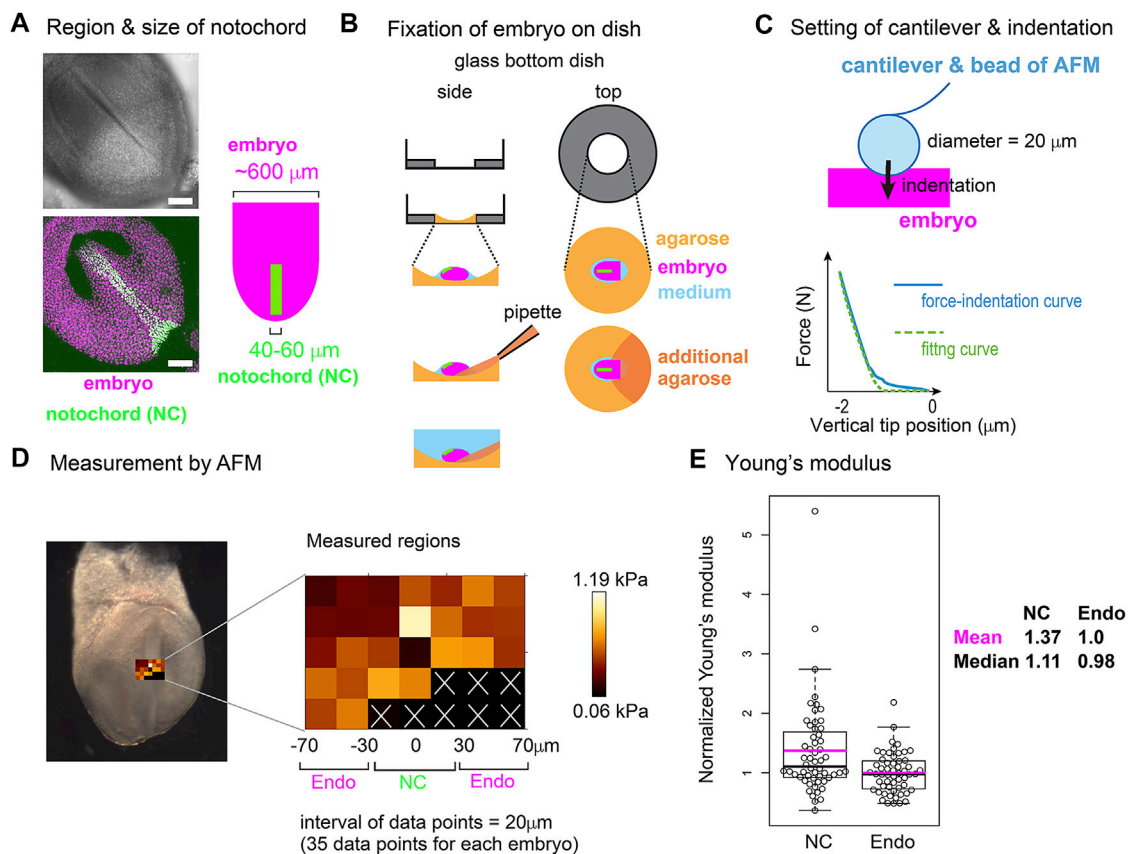 A Region & size of notochord
embryo
~600 μm
40-60 μm
notochord (NC)
embryo
notochord (NC)
B Fixation of embryo on dish
glass bottom dish
side top
agarose
embryo
medium
pipette
additional
agarose
C Setting of cantilever & indentation
cantilever & bead of AFM
diameter = 20 μm
indentation
embryo
Force (N)
force-indentation curve
fittng curve
-2 0
Vertical tip position (μm)
D Measurement by AFM
Measured regions
1.19 kPa
0.06 kPa
-70 -30 0 30 70μm
Endo NC Endo
interval of data points = 20μm
(35 data points for each embryo)
E Young's modulus
Normalized Young's modulus
5
4
3
2
1
NC Endo
NC Endo
Mean 1.37 1.0
Median 1.11 0.98